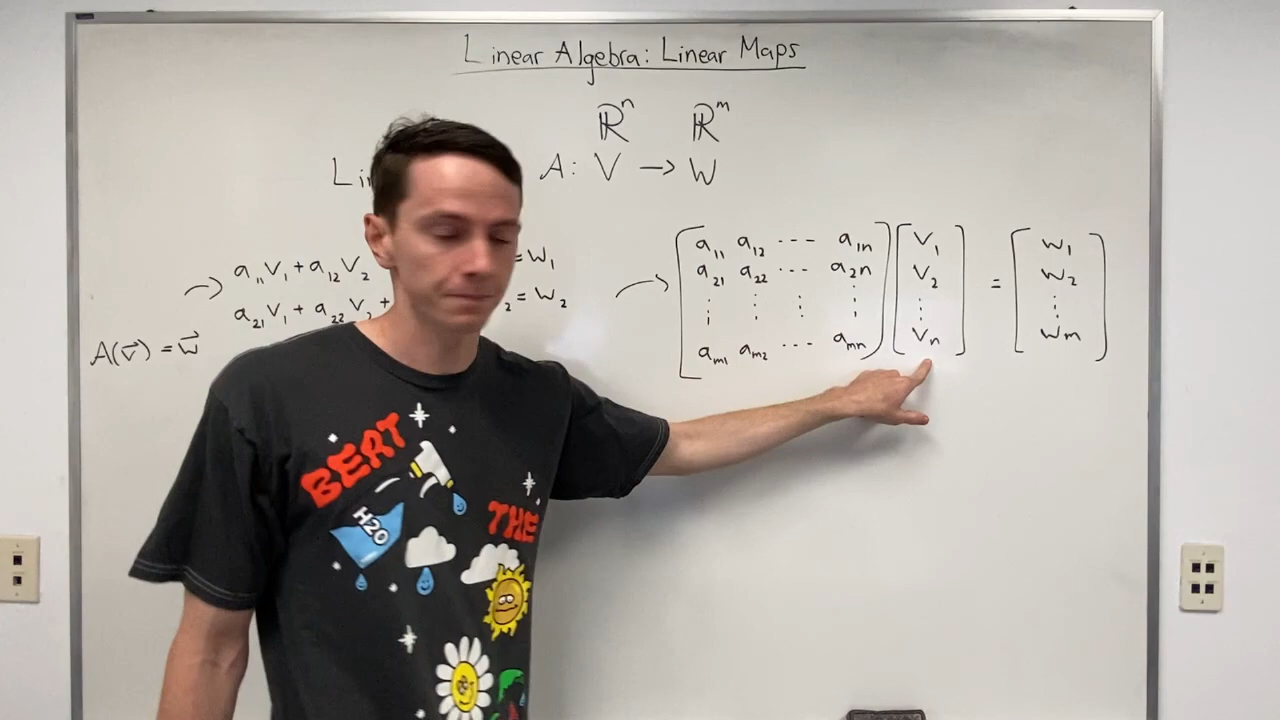 Linear Algebra: Linear Maps
ℝⁿ ℝᵐ
A: V → W
a₁₁V₁ + a₁₂V₂ = W₁
a₂₁V₁ + a₂₂V₂ + ₂ = W₂
A(v⃗) = w⃗
a₁₁ a₁₂ --- a₁ₙ V₁ W₁
a₂₁ a₂₂ ... a₂ₙ V₂ = W₂
⋮ ⋮ ⋮ ⋮ ⋮ ⋮
aₘ₁ aₘ₂ ... aₘₙ Vₙ Wₘ
BERT
THE
H2O